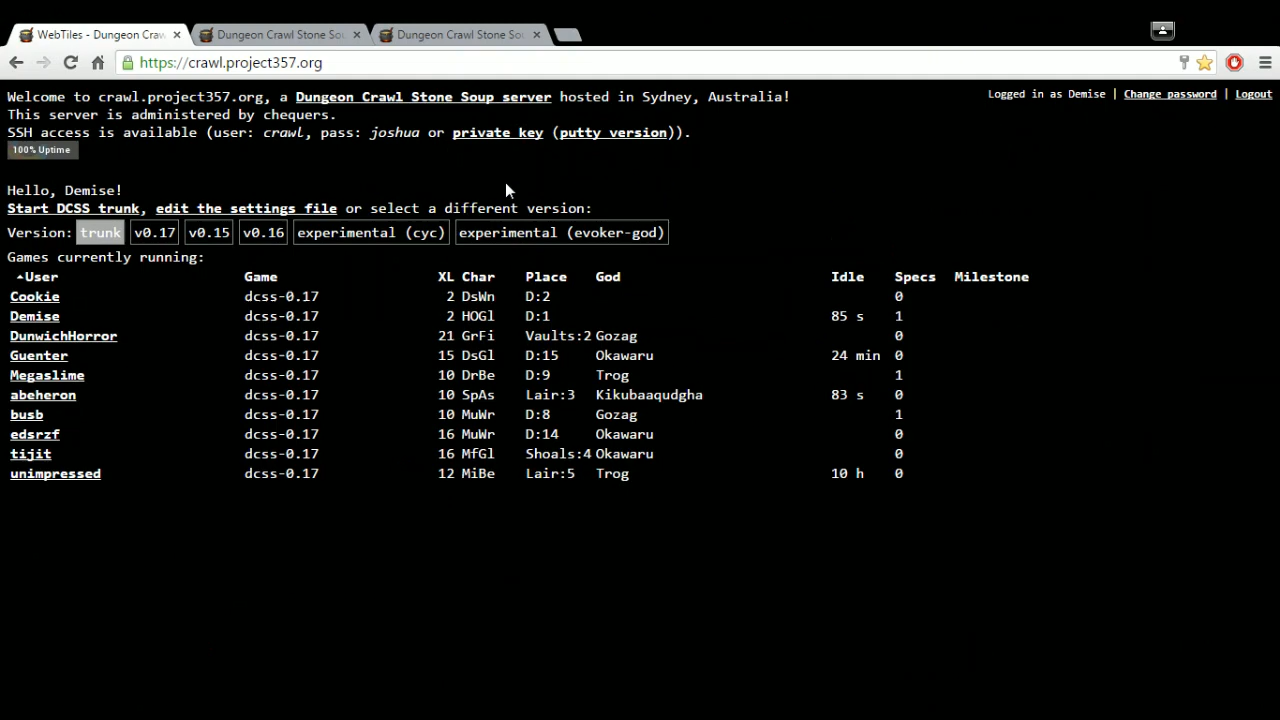 WebTiles - Dungeon Craw
Dungeon Crawl Stone Sou
Dungeon Crawl Stone Sou
https://crawl.project357.org
Welcome to crawl.project357.org, a Dungeon Crawl Stone Soup server hosted in Sydney, Australia!
Logged in as Demise | Change password | Logout
This server is administered by chequers.
SSH access is available (user: crawl, pass: joshua or private key (putty version)).
100% Uptime
Hello, Demise!
Start DCSS trunk, edit the settings file or select a different version:
Version: trunk v0.17 v0.15 v0.16 experimental (cyc) experimental (evoker-god)
Games currently running:
User Game XL Char Place God Idle Specs Milestone
Cookie dcss-0.17 2 DsWn D:2 0
Demise dcss-0.17 2 HOGl D:1 85 s 1
DunwichHorror dcss-0.17 21 GrFi Vaults:2 Gozag 0
Guenter dcss-0.17 15 DsGl D:15 Okawaru 24 min 0
Megaslime dcss-0.17 10 DrBe D:9 Trog 1
abeheron dcss-0.17 10 SpAs Lair:3 Kikubaaqudgha 83 s 0
busb dcss-0.17 10 MuWr D:8 Gozag 1
edsrzf dcss-0.17 16 MuWr D:14 Okawaru 0
tijit dcss-0.17 16 MfGl Shoals:4 Okawaru 0
unimpressed dcss-0.17 12 MiBe Lair:5 Trog 10 h 0